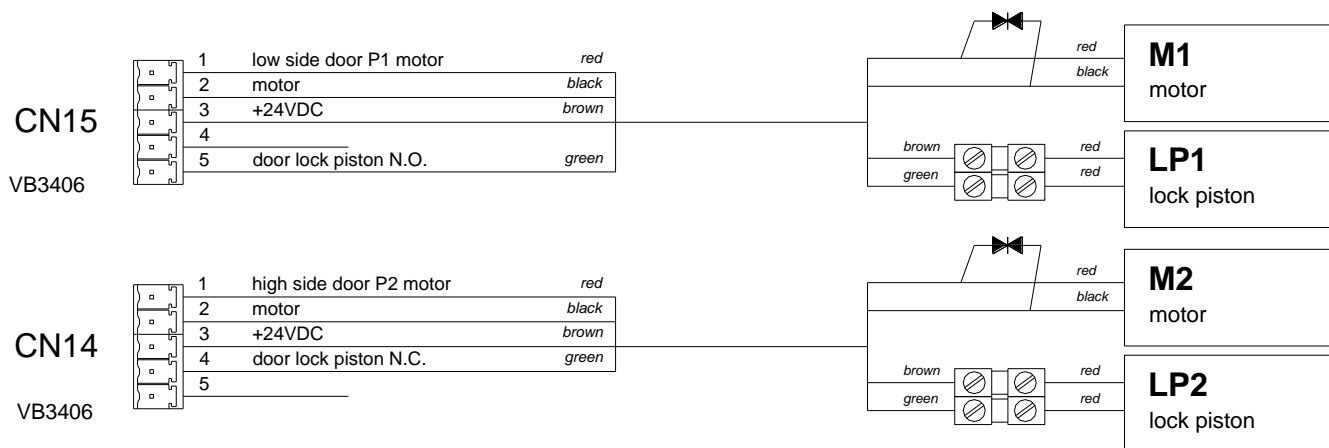 1 low side door P1 motor red
2 motor black
3 +24VDC brown
4
5 door lock piston N.O. green
CN15
VB3406
red
black
M1
motor
brown red
green red
LP1
lock piston
1 high side door P2 motor red
2 motor black
3 +24VDC brown
4 door lock piston N.C. green
5
CN14
VB3406
red
black
M2
motor
brown red
green red
LP2
lock piston